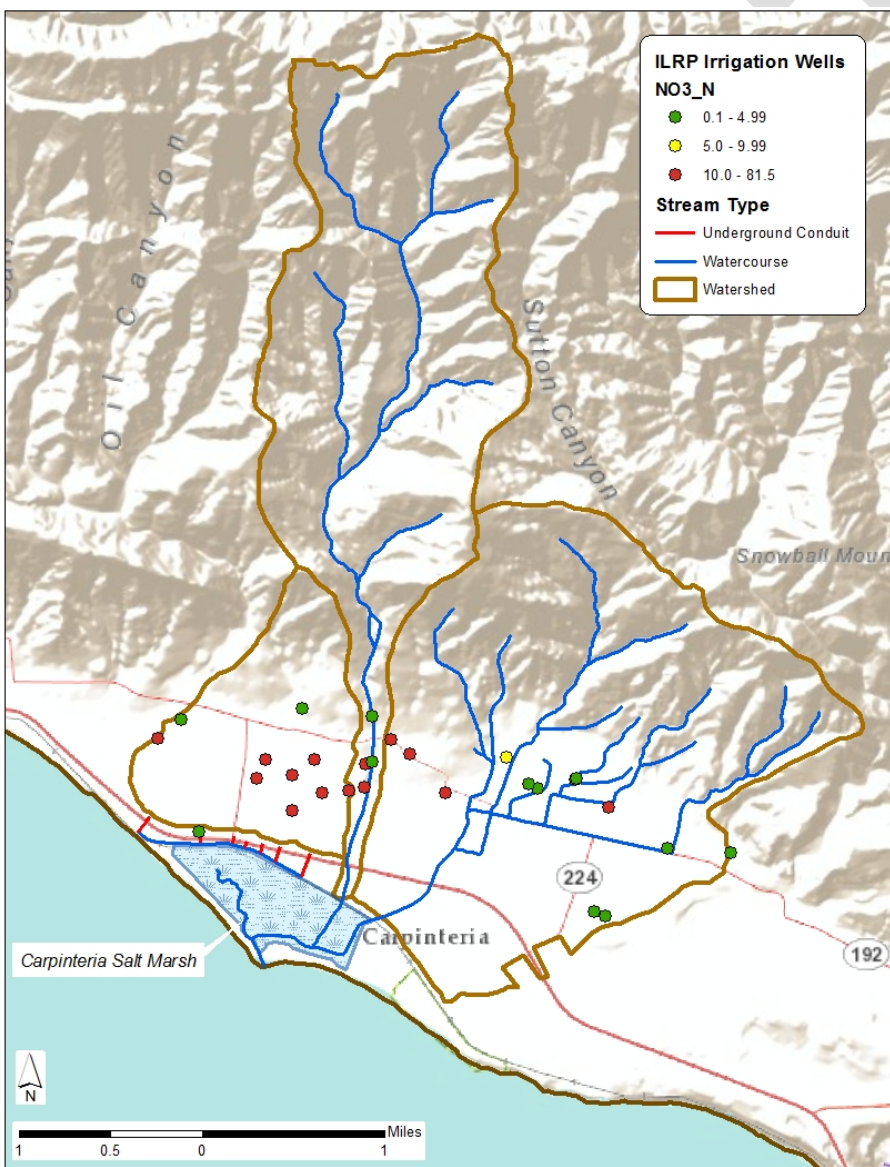 ILRP Irrigation Wells
NO3_N
0.1 - 4.99
5.0 - 9.99
10.0 - 81.5
Stream Type
Underground Conduit
Watercourse
Watershed
Oil Canyon
Sutton Canyon
Snowball Moun
224
Carpinteria
192
Carpinteria Salt Marsh
N
Miles
1 0.5 0 1